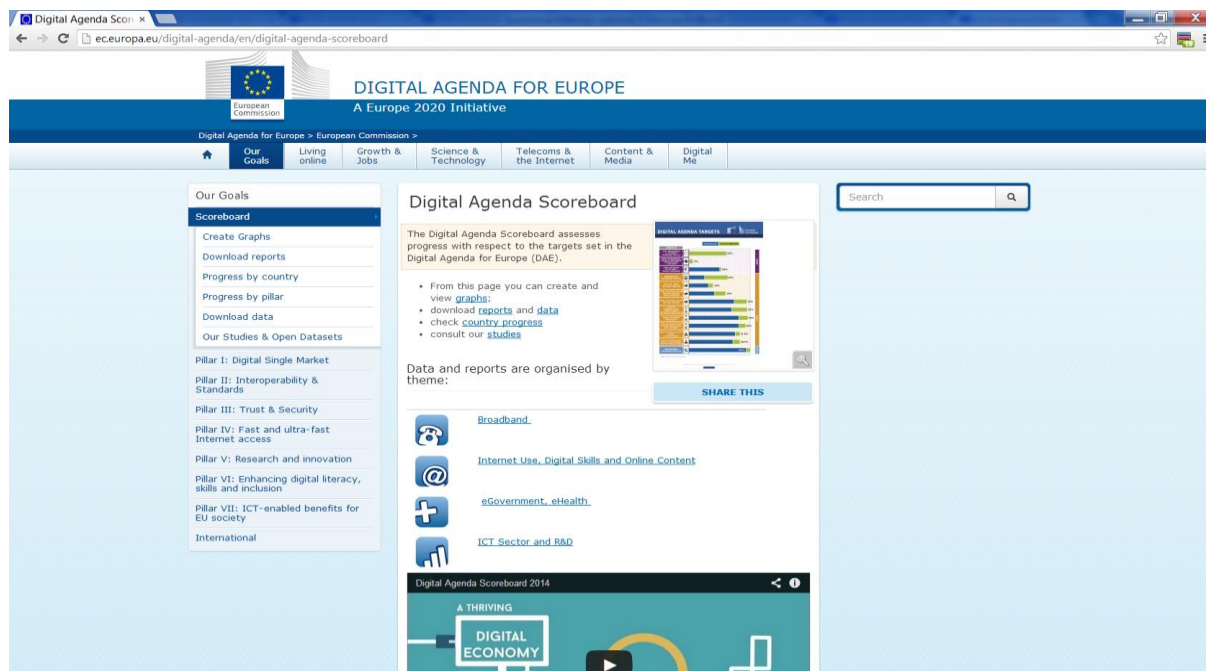 Digital Agenda Scor
ec.europa.eu/digital-agenda/en/digital-agenda-scoreboard
European
Commission
DIGITAL AGENDA FOR EUROPE
A Europe 2020 Initiative
Digital Agenda for Europe > European Commission >
Our Goals
Living online
Growth & Jobs
Science & Technology
Telecoms & the Internet
Content & Media
Digital Me
Our Goals
Scoreboard
Create Graphs
Download reports
Progress by country
Progress by pillar
Download data
Our Studies & Open Datasets
Pillar I: Digital Single Market
Pillar II: Interoperability &
Standards
Pillar III: Trust & Security
Pillar IV: Fast and ultra-fast
Internet access
Pillar V: Research and innovation
Pillar VI: Enhancing digital literacy,
skills and inclusion
Pillar VII: ICT-enabled benefits for
EU society
International
Digital Agenda Scoreboard
The Digital Agenda Scoreboard assesses
progress with respect to the targets set in the
Digital Agenda for Europe (DAE).
• From this page you can create and
view graphs;
• download reports and data
• check country progress
• consult our studies
Data and reports are organised by
theme:
DIGITAL AGENDA TARGETS
SHARE THIS
Broadband
Internet Use, Digital Skills and Online Content
eGovernment, eHealth
ICT Sector and R&D
Digital Agenda Scoreboard 2014
A THRIVING
DIGITAL
ECONOMY
Search